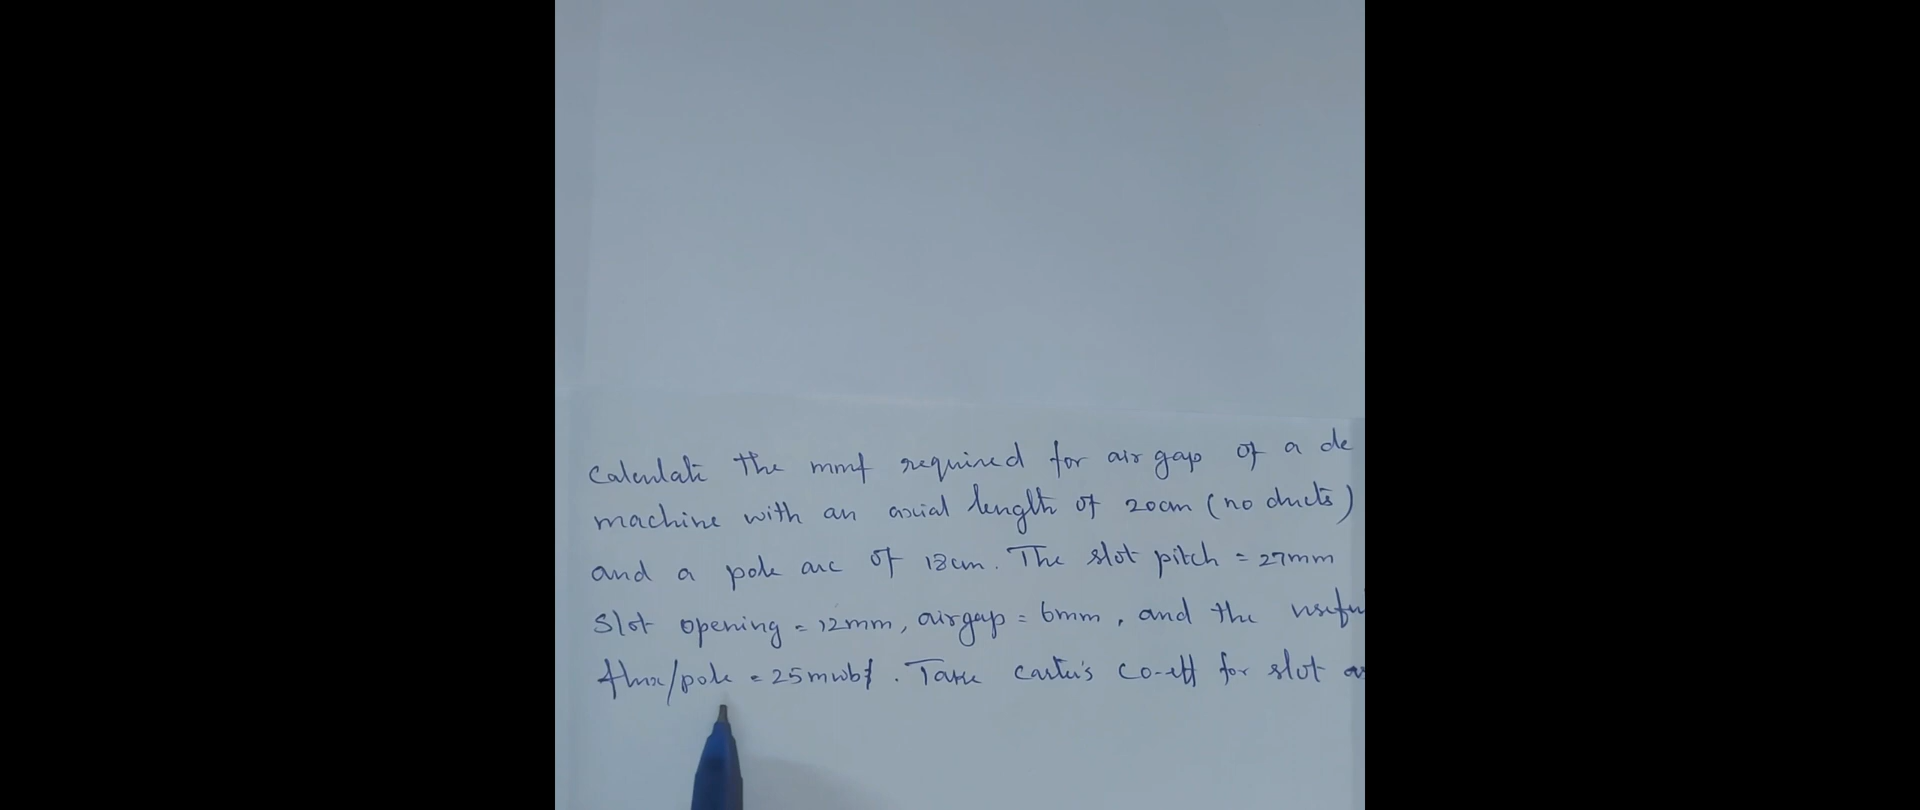 Calculate the mmf required for air gap of a dc
machine with an axial length of 20cm (no ducts)
and a pole arc of 18cm. The slot pitch = 27mm
Slot opening = 12mm, airgap = 6mm, and the usefu
flux/pole = 25mwb. Take carter's co-eff for slot as